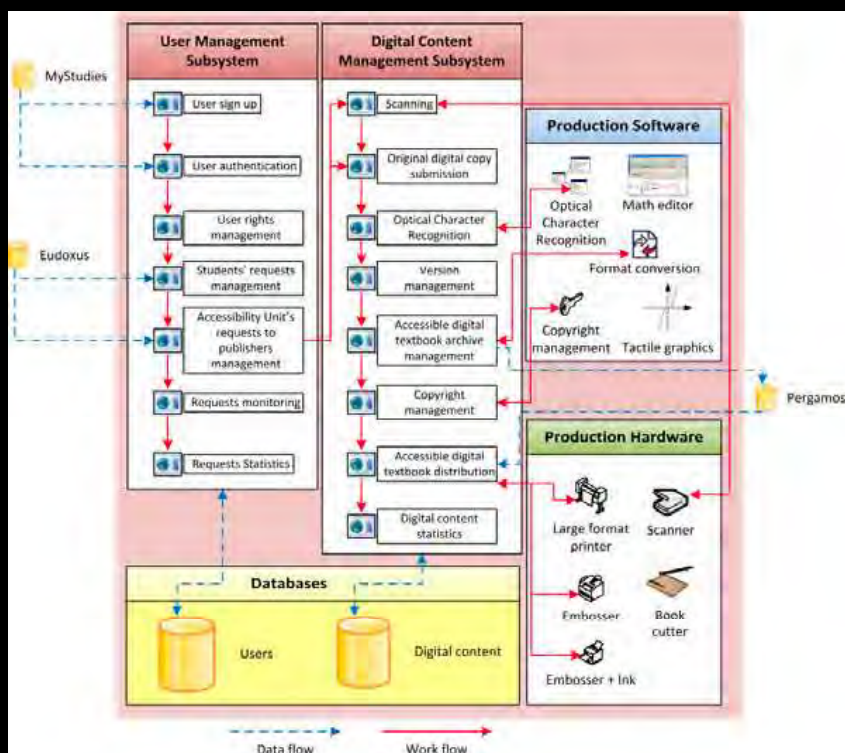 User Management
Subsystem
Digital Content
Management Subsystem
MyStudies
User sign up
User authentication
User rights
management
Eudoxus
Students' requests
management
Accessibility Unit's
requests to
publishers
management
Requests monitoring
Requests Statistics
Scanning
Original digital copy
submission
Optical Character
Recognition
Version
management
Accessible digital
textbook archive
management
Copyright
management
Accessible digital
textbook distribution
Digital content
statistics
Production Software
Optical
Character
Recognition
Math editor
Format conversion
Copyright
management
Tactile graphics
Pergamos
Production Hardware
Large format
printer
Scanner
Embosser
Book
cutter
Embosser + Ink
Databases
Users
Digital content
Data flow
Work flow